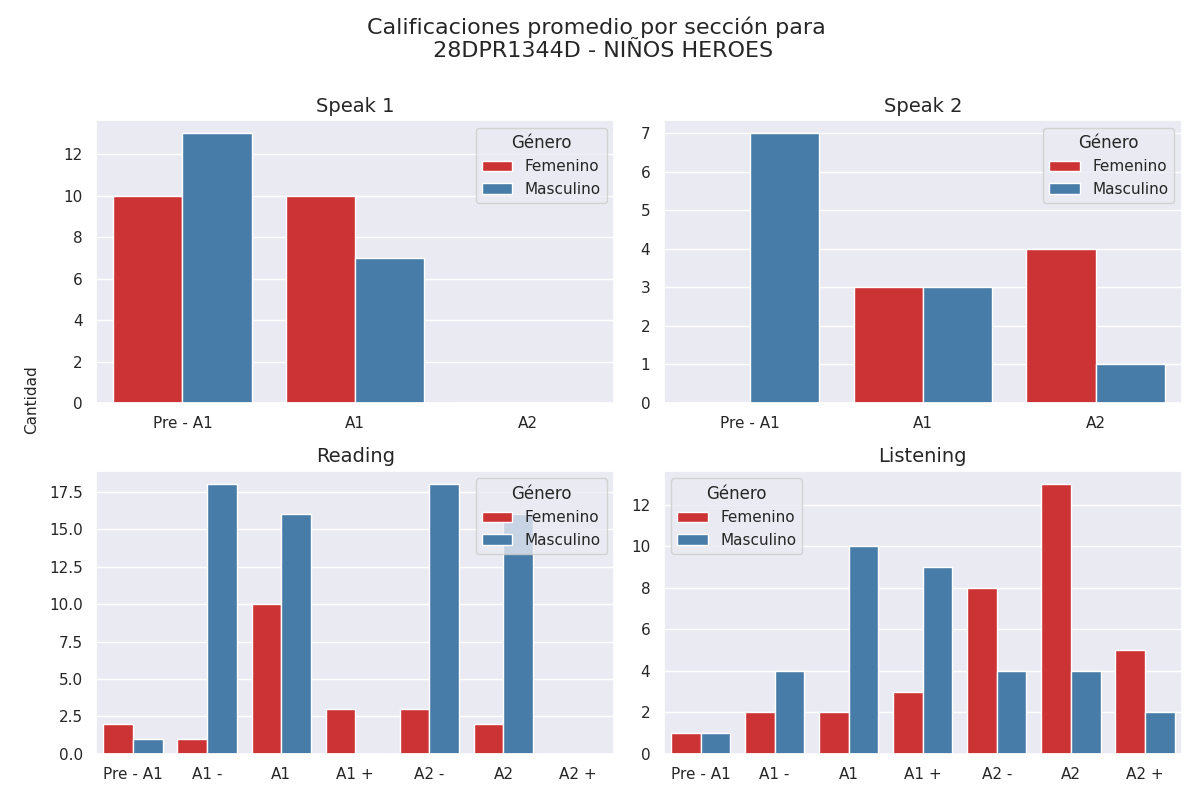 Calificaciones promedio por sección para
28DPR1344D - NIÑOS HEROES
Cantidad
Speak 1
Género
Femenino
Masculino
12
10
8
6
4
2
0
Pre - A1 A1 A2
Speak 2
Género
Femenino
Masculino
7
6
5
4
3
2
1
0
Pre - A1 A1 A2
Reading
Género
Femenino
Masculino
17.5
15.0
12.5
10.0
7.5
5.0
2.5
0.0
Pre - A1 A1 - A1 A1 + A2 - A2 A2 +
Listening
Género
Femenino
Masculino
12
10
8
6
4
2
0
Pre - A1 A1 - A1 A1 + A2 - A2 A2 +